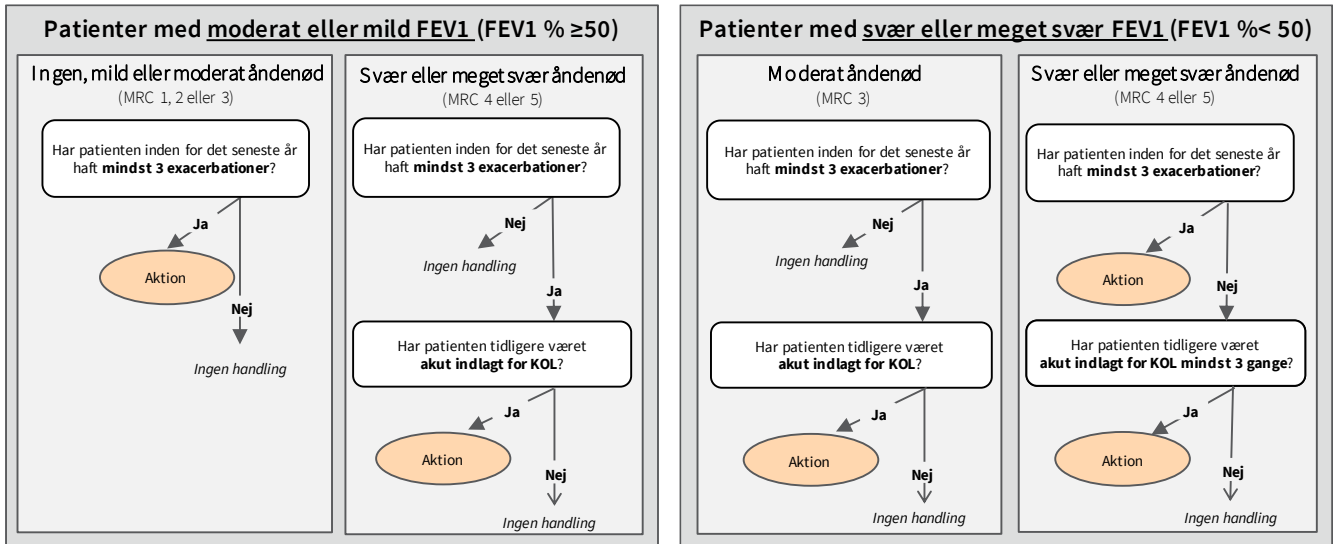 Patienter med moderat eller mild FEV1 (FEV1 % ≥50)
Ingen, mild eller moderat åndenød
(MRC 1, 2 eller 3)
Har patienten inden for det seneste år
haft mindst 3 exacerbationer?
Ja
Aktion
Nej
Ingen handling
Svær eller meget svær åndenød
(MRC 4 eller 5)
Har patienten inden for det seneste år
haft mindst 3 exacerbationer?
Nej
Ingen handling
Ja
Har patienten tidligere været
akut indlagt for KOL?
Ja
Aktion
Nej
Ingen handling
Patienter med svær eller meget svær FEV1 (FEV1 %< 50)
Moderat åndenød
(MRC 3)
Har patienten inden for det seneste år
haft mindst 3 exacerbationer?
Nej
Ingen handling
Ja
Har patienten tidligere været
akut indlagt for KOL?
Ja
Aktion
Nej
Ingen handling
Svær eller meget svær åndenød
(MRC 4 eller 5)
Har patienten inden for det seneste år
haft mindst 3 exacerbationer?
Ja
Aktion
Nej
Har patienten tidligere været
akut indlagt for KOL mindst 3 gange?
Ja
Aktion
Nej
Ingen handling